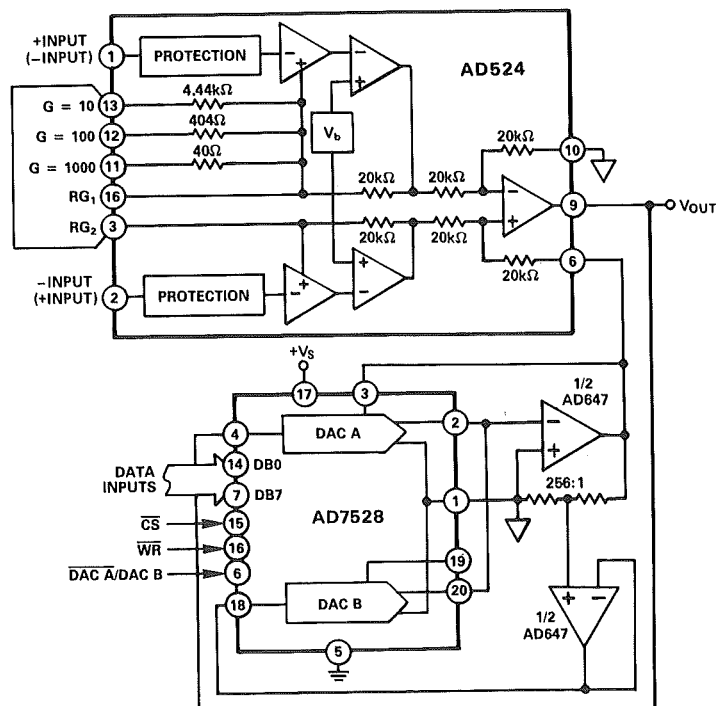 +INPUT
(−INPUT)
1
PROTECTION
AD524
G = 10
13
4.44kΩ
G = 100
12
404Ω
Vb
G = 1000
11
40Ω
20kΩ
10
RG1
16
20kΩ
20kΩ
9
VOUT
RG2
3
20kΩ
20kΩ
6
20kΩ
−INPUT
(+INPUT)
2
PROTECTION
+VS
17
3
1/2
AD647
4
DAC A
2
DATA
INPUTS
14
DB0
7
DB7
1
256:1
CS
15
AD7528
WR
16
19
DAC A/DAC B
6
20
18
DAC B
1/2
AD647
5